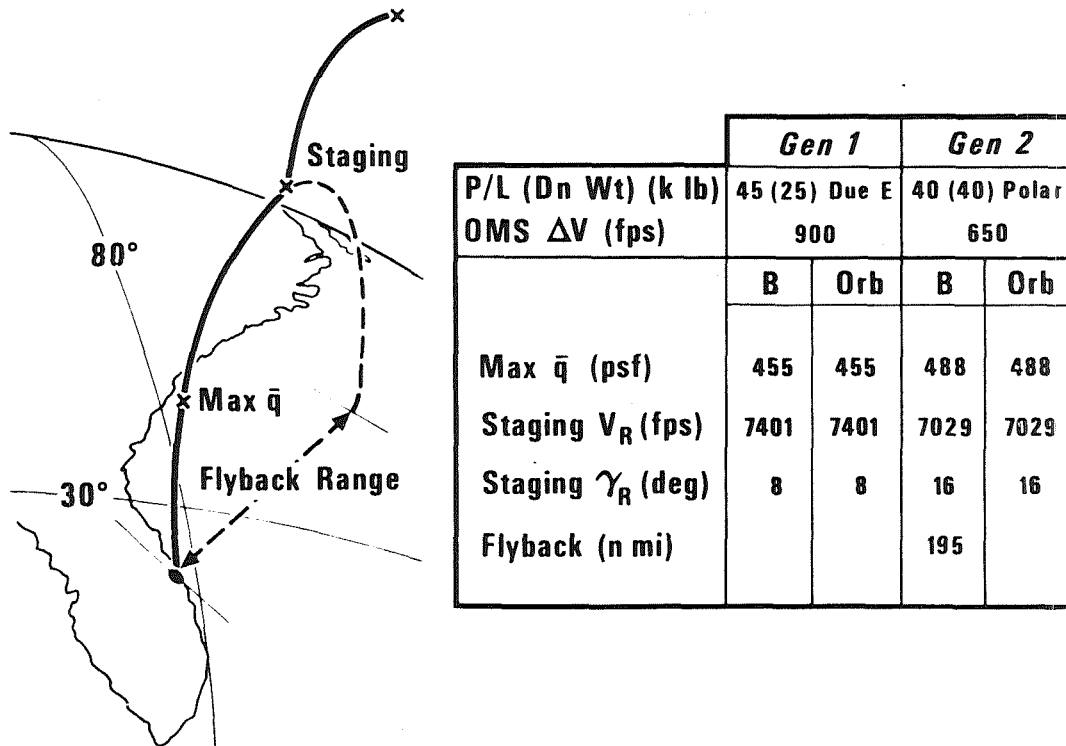 Staging
80°
Max q̄
Flyback Range
30°
Gen 1 Gen 2
P/L (Dn Wt) (k lb) 45 (25) Due E 40 (40) Polar
OMS ΔV (fps) 900 650
B Orb B Orb
Max q̄ (psf) 455 455 488 488
Staging V_R (fps) 7401 7401 7029 7029
Staging γ_R (deg) 8 8 16 16
Flyback (n mi) 195